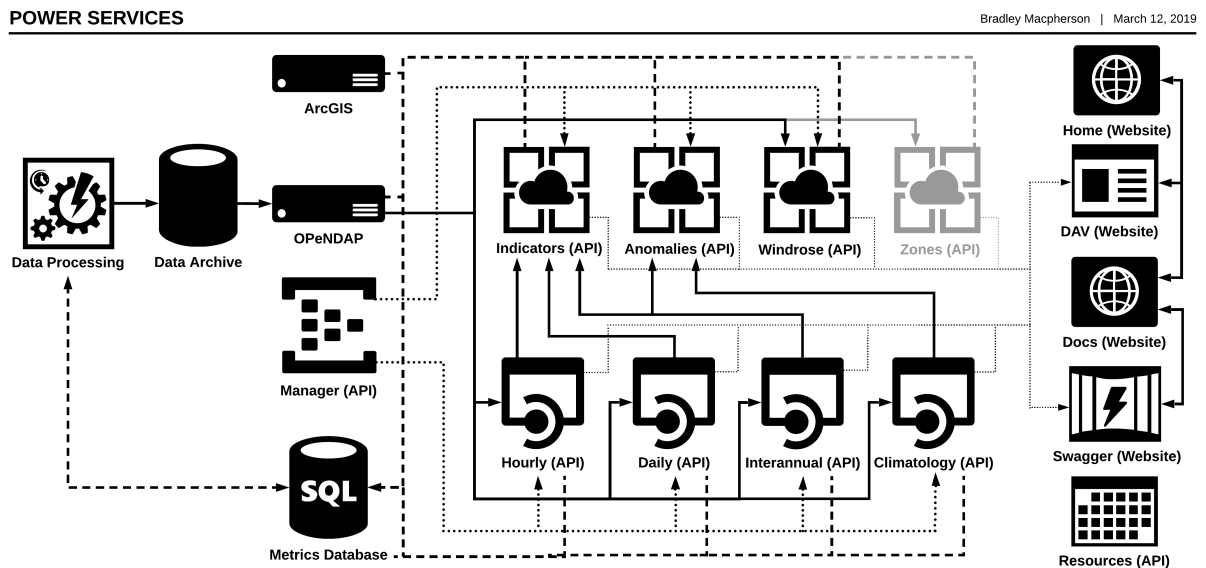 POWER SERVICES
Bradley Macpherson | March 12, 2019
ArcGIS
Home (Website)
DAV (Website)
OPeNDAP
Indicators (API)
Anomalies (API)
Windrose (API)
Zones (API)
Data Processing
Data Archive
Docs (Website)
Manager (API)
Hourly (API)
Daily (API)
Interannual (API)
Climatology (API)
Swagger (Website)
SQL
Metrics Database
Resources (API)